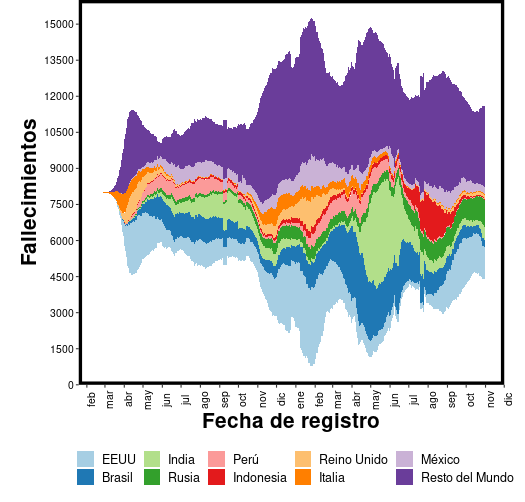 15000
13500
12000
10500
9000
7500
6000
4500
3000
1500
0
Fallecimientos
feb mar abr may jun jul ago sep oct nov dic ene feb mar abr may jun jul ago sep oct nov dic
Fecha de registro
EEUU India Perú Reino Unido México
Brasil Rusia Indonesia Italia Resto del Mundo